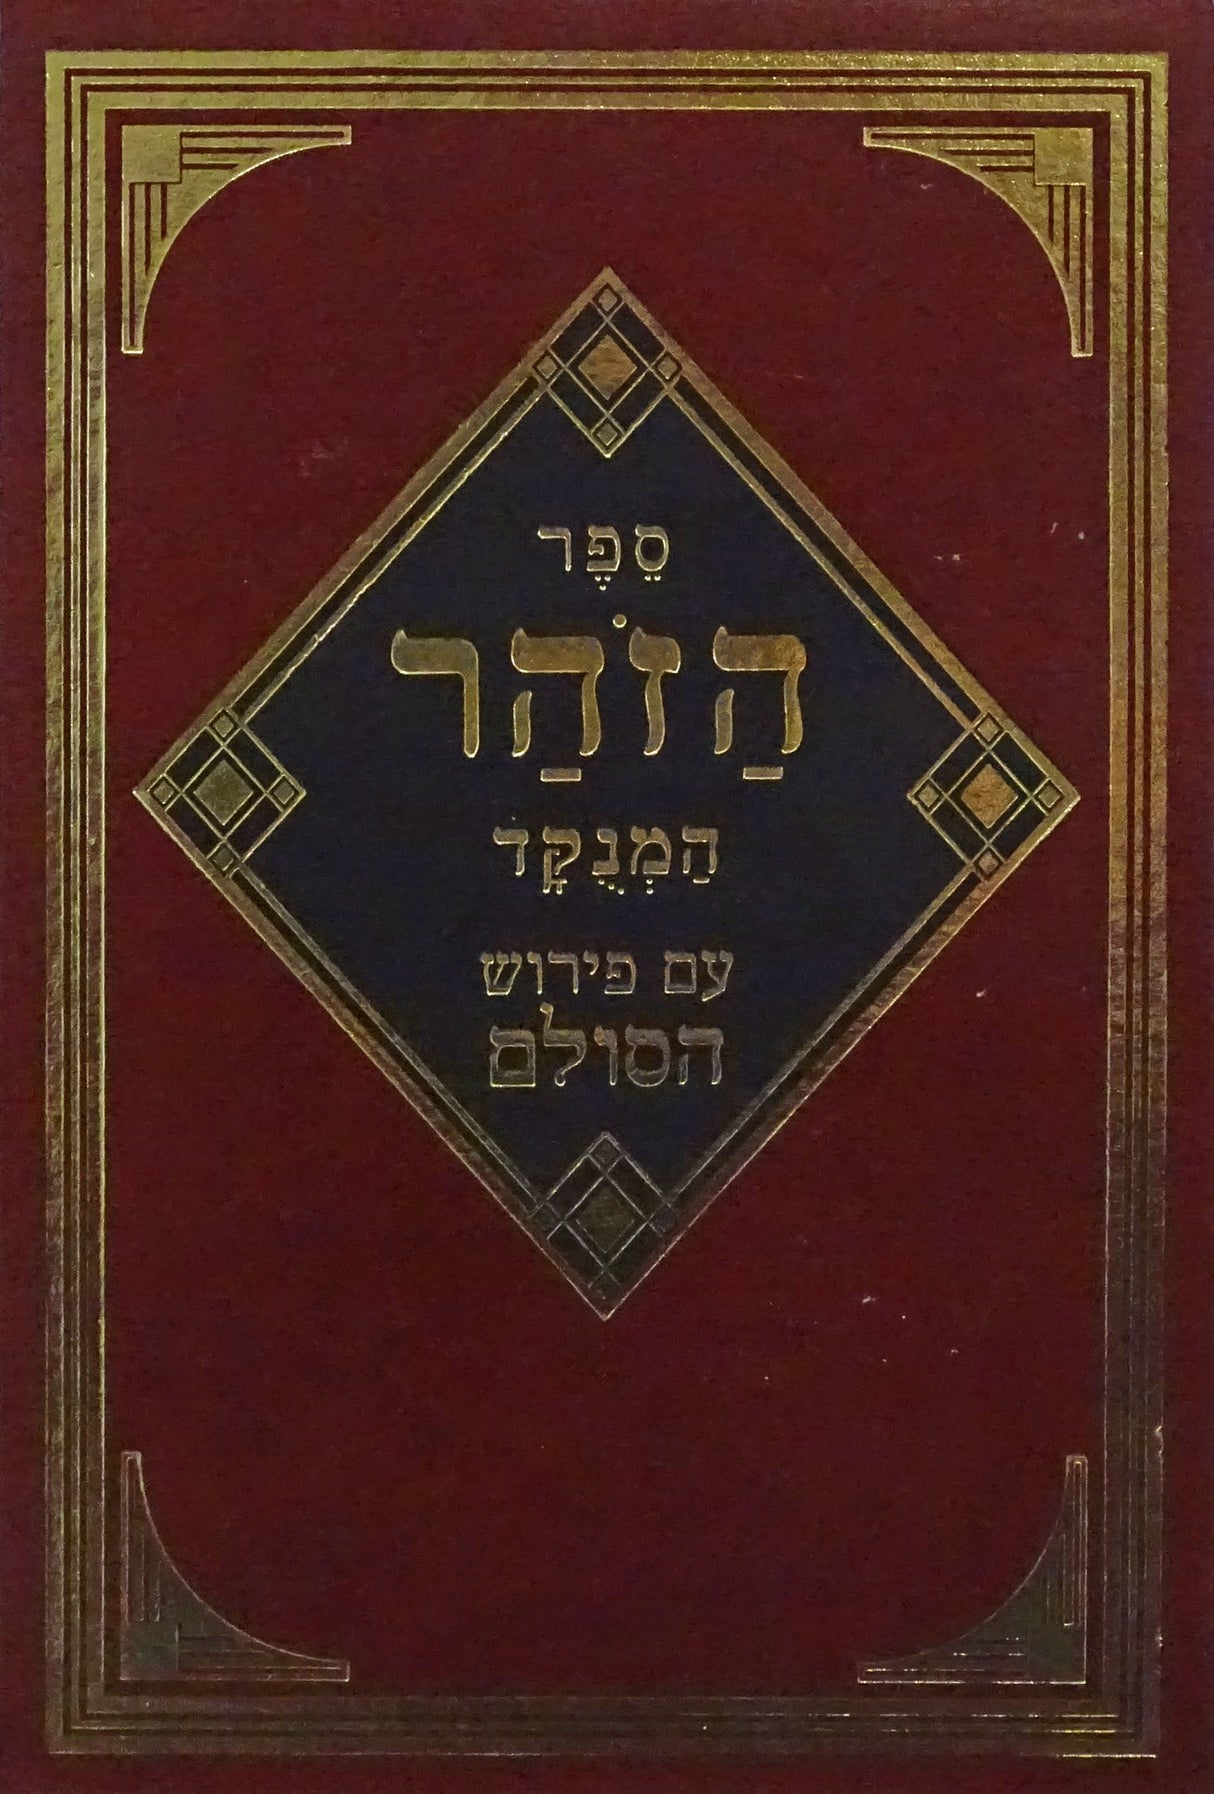 סֵפֶר
הַזֹהַר
הַמְנֻקָד
עם פירוש
הסולם